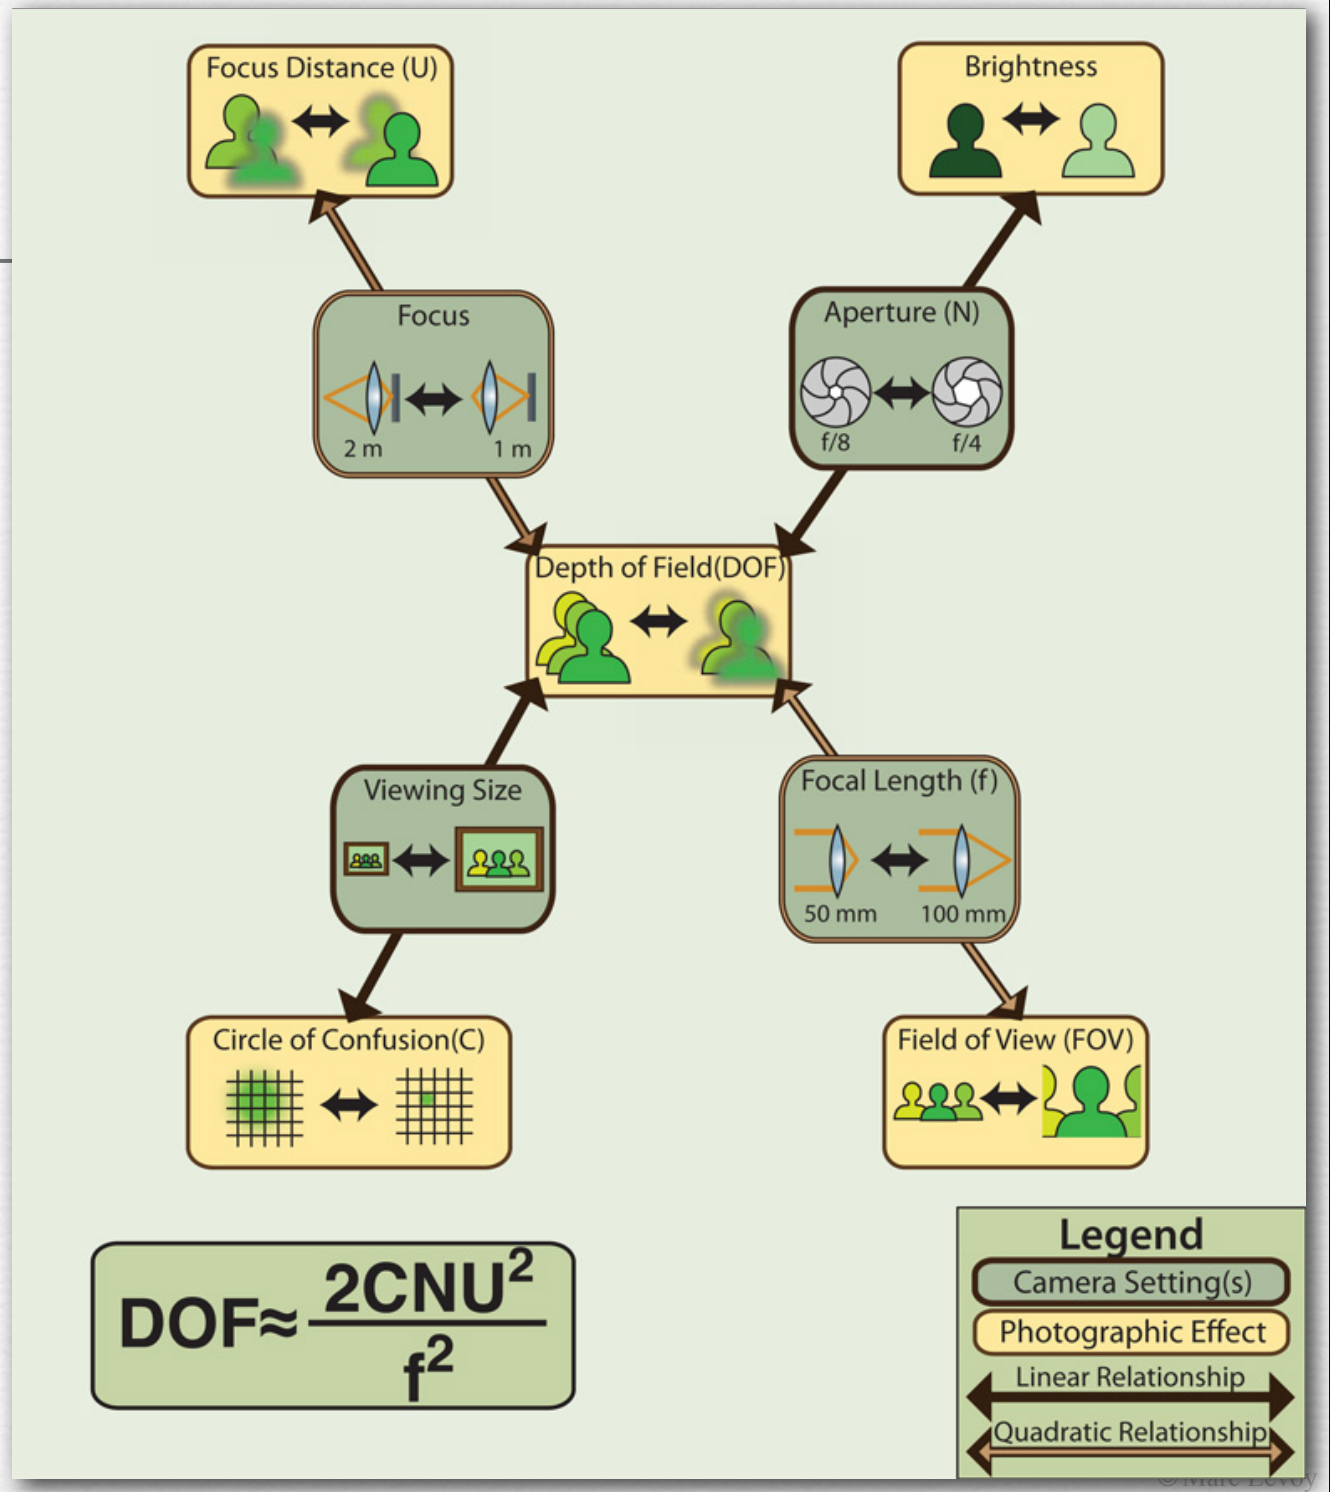 Focus Distance (U)
Brightness
Focus
2 m
1 m
Aperture (N)
f/8
f/4
Depth of Field(DOF)
Viewing Size
Focal Length (f)
50 mm
100 mm
Circle of Confusion(C)
Field of View (FOV)
DOF≈ 2CNU²
f²
Legend
Camera Setting(s)
Photographic Effect
Linear Relationship
Quadratic Relationship
© Marc Levoy